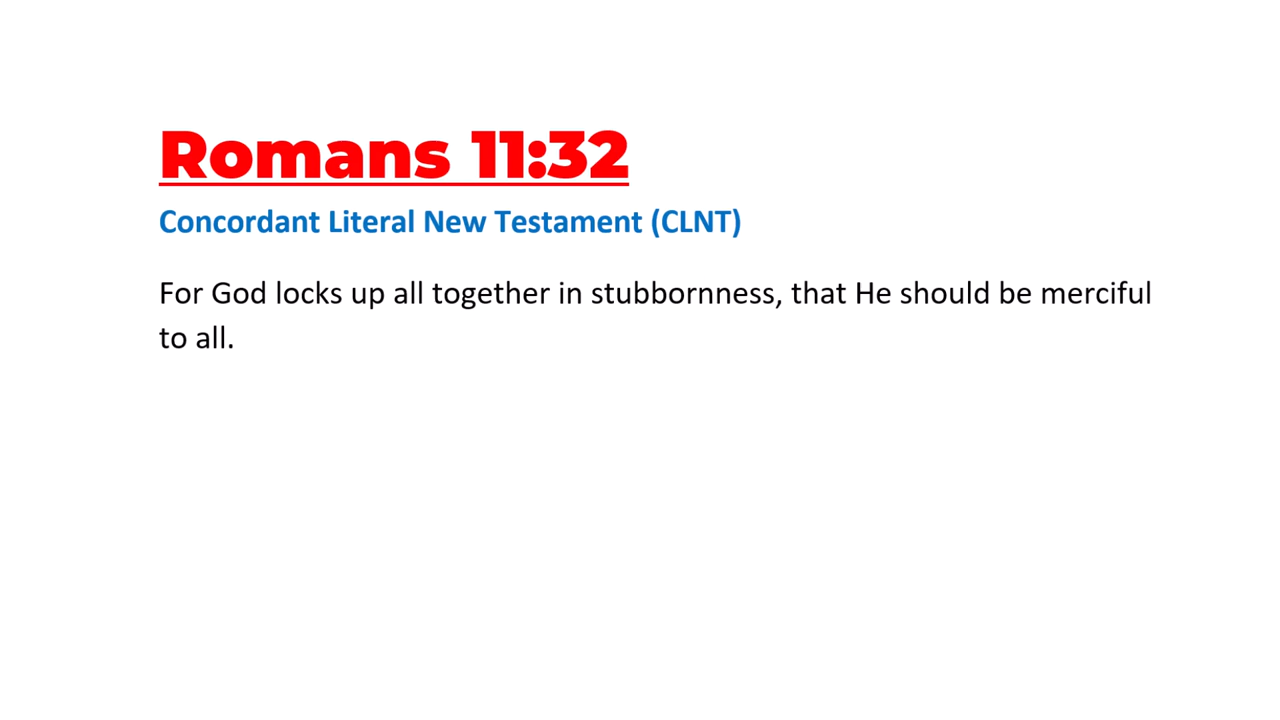 Romans 11:32
Concordant Literal New Testament (CLNT)
For God locks up all together in stubbornness, that He should be merciful
to all.